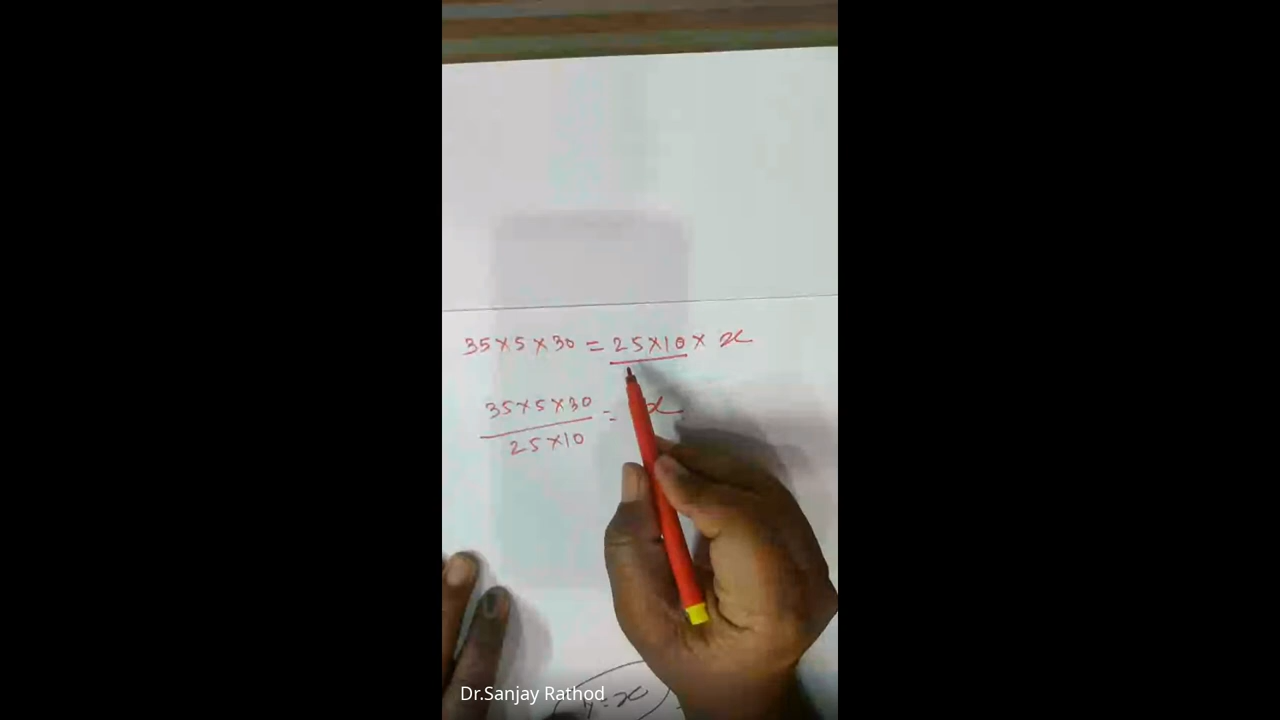 35×5×30 = 25×10 × x
35×5×30 = x
25×10
Dr.Sanjay Rathod